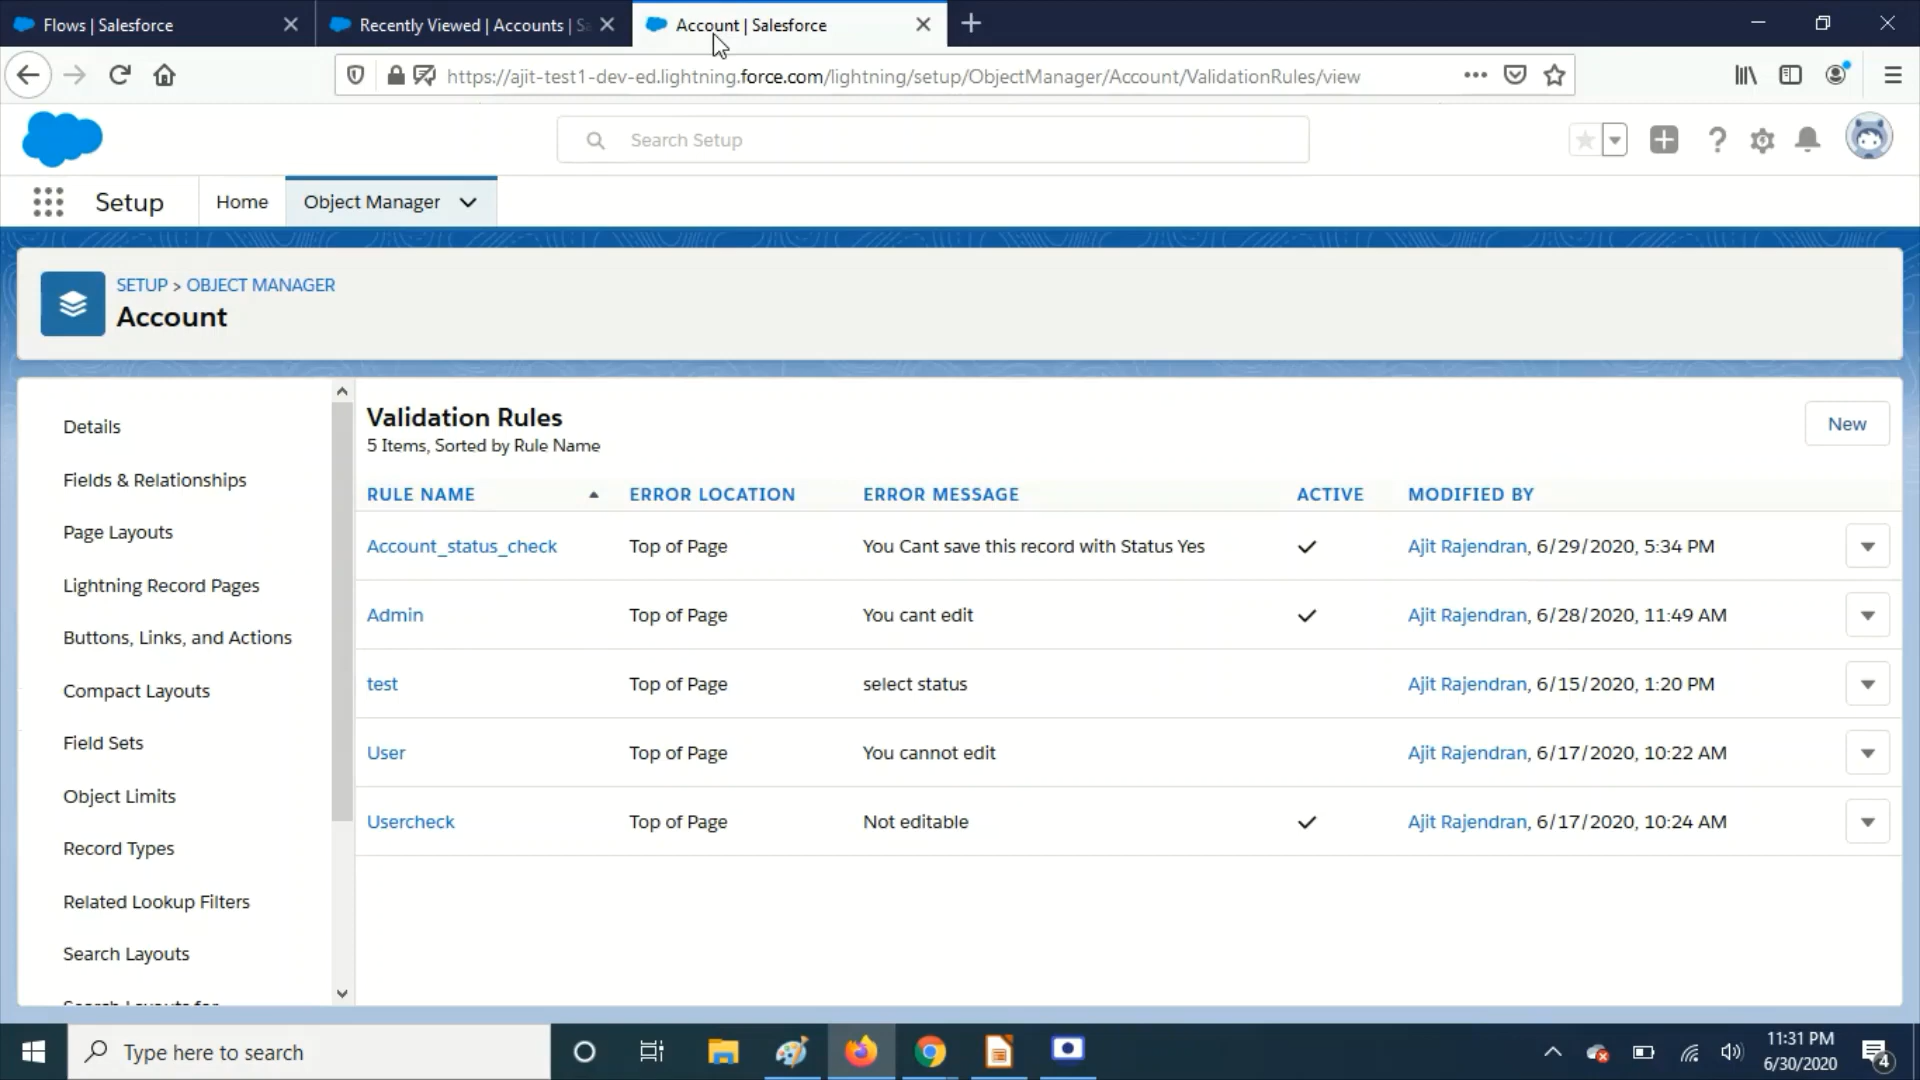 Flows | Salesforce
Recently Viewed | Accounts | Sa
Account | Salesforce
https://ajit-test1-dev-ed.lightning.force.com/lightning/setup/ObjectManager/Account/ValidationRules/view
Search Setup
Setup
Home
Object Manager
SETUP > OBJECT MANAGER
Account
Details
Fields & Relationships
Page Layouts
Lightning Record Pages
Buttons, Links, and Actions
Compact Layouts
Field Sets
Object Limits
Record Types
Related Lookup Filters
Search Layouts
Search Layouts for
Validation Rules
5 Items, Sorted by Rule Name
New
RULE NAME ERROR LOCATION ERROR MESSAGE ACTIVE MODIFIED BY
Account_status_check Top of Page You Cant save this record with Status Yes Ajit Rajendran, 6/29/2020, 5:34 PM
Admin Top of Page You cant edit Ajit Rajendran, 6/28/2020, 11:49 AM
test Top of Page select status Ajit Rajendran, 6/15/2020, 1:20 PM
User Top of Page You cannot edit Ajit Rajendran, 6/17/2020, 10:22 AM
Usercheck Top of Page Not editable Ajit Rajendran, 6/17/2020, 10:24 AM
Type here to search
11:31 PM
6/30/2020
4